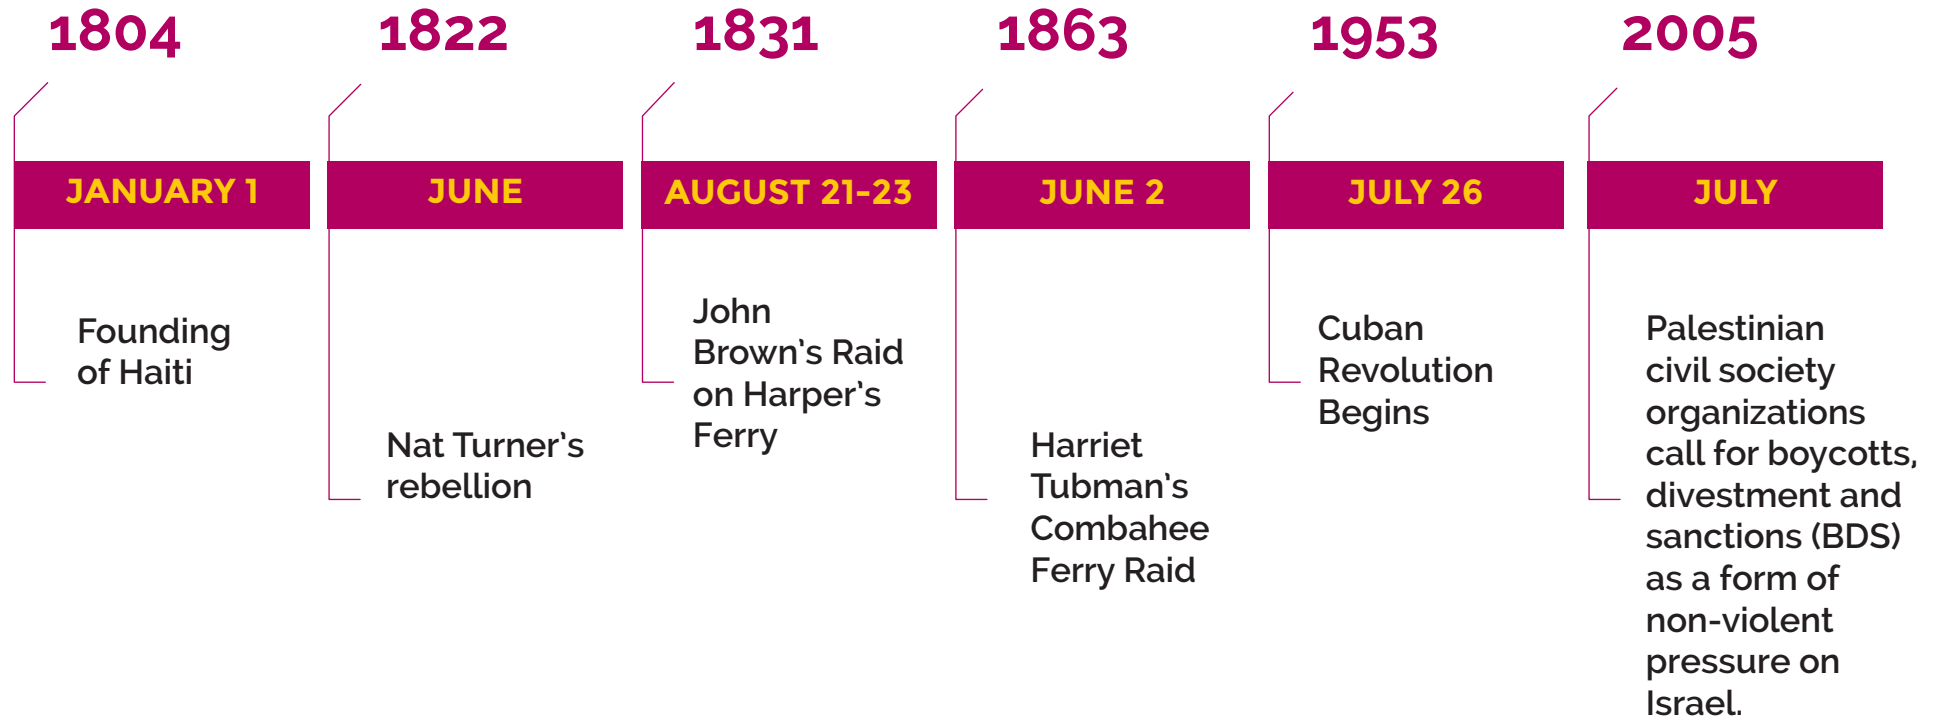 1804
JANUARY 1
Founding
of Haiti
1822
JUNE
Nat Turner's
rebellion
1831
AUGUST 21-23
John
Brown's Raid
on Harper's
Ferry
1863
JUNE 2
Harriet
Tubman's
Combahee
Ferry Raid
1953
JULY 26
Cuban
Revolution
Begins
2005
JULY
Palestinian
civil society
organizations
call for boycotts,
divestment and
sanctions (BDS)
as a form of
non-violent
pressure on
Israel.